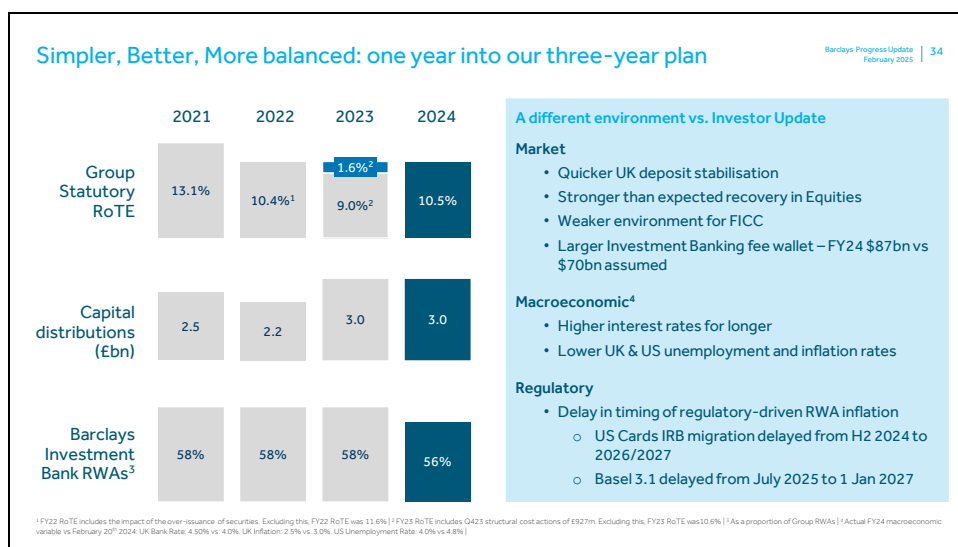 Simpler, Better, More balanced: one year into our three-year plan
Barclays Progress Update
February 2025
34
2021 2022 2023 2024
Group
Statutory
RoTE
13.1%
10.4%¹
1.6%²
9.0%²
10.5%
Capital
distributions
(£bn)
2.5
2.2
3.0
3.0
Barclays
Investment
Bank RWAs³
58%
58%
58%
56%
A different environment vs. Investor Update
Market
• Quicker UK deposit stabilisation
• Stronger than expected recovery in Equities
• Weaker environment for FICC
• Larger Investment Banking fee wallet – FY24 $87bn vs
$70bn assumed
Macroeconomic⁴
• Higher interest rates for longer
• Lower UK & US unemployment and inflation rates
Regulatory
• Delay in timing of regulatory-driven RWA inflation
o US Cards IRB migration delayed from H2 2024 to
2026/2027
o Basel 3.1 delayed from July 2025 to 1 Jan 2027
¹ FY22 RoTE includes the impact of the over-issuance of securities. Excluding this, FY22 RoTE was 11.6% | ² FY23 RoTE includes Q423 structural cost actions of £927m. Excluding this, FY23 RoTE was10.6% | ³ As a proportion of Group RWAs | ⁴ Actual FY24 macroeconomic
variable vs February 20th 2024: UK Bank Rate: 4.50% vs. 4.0%. UK Inflation: 2.5% vs. 3.0%. US Unemployment Rate: 4.0% vs 4.8% |